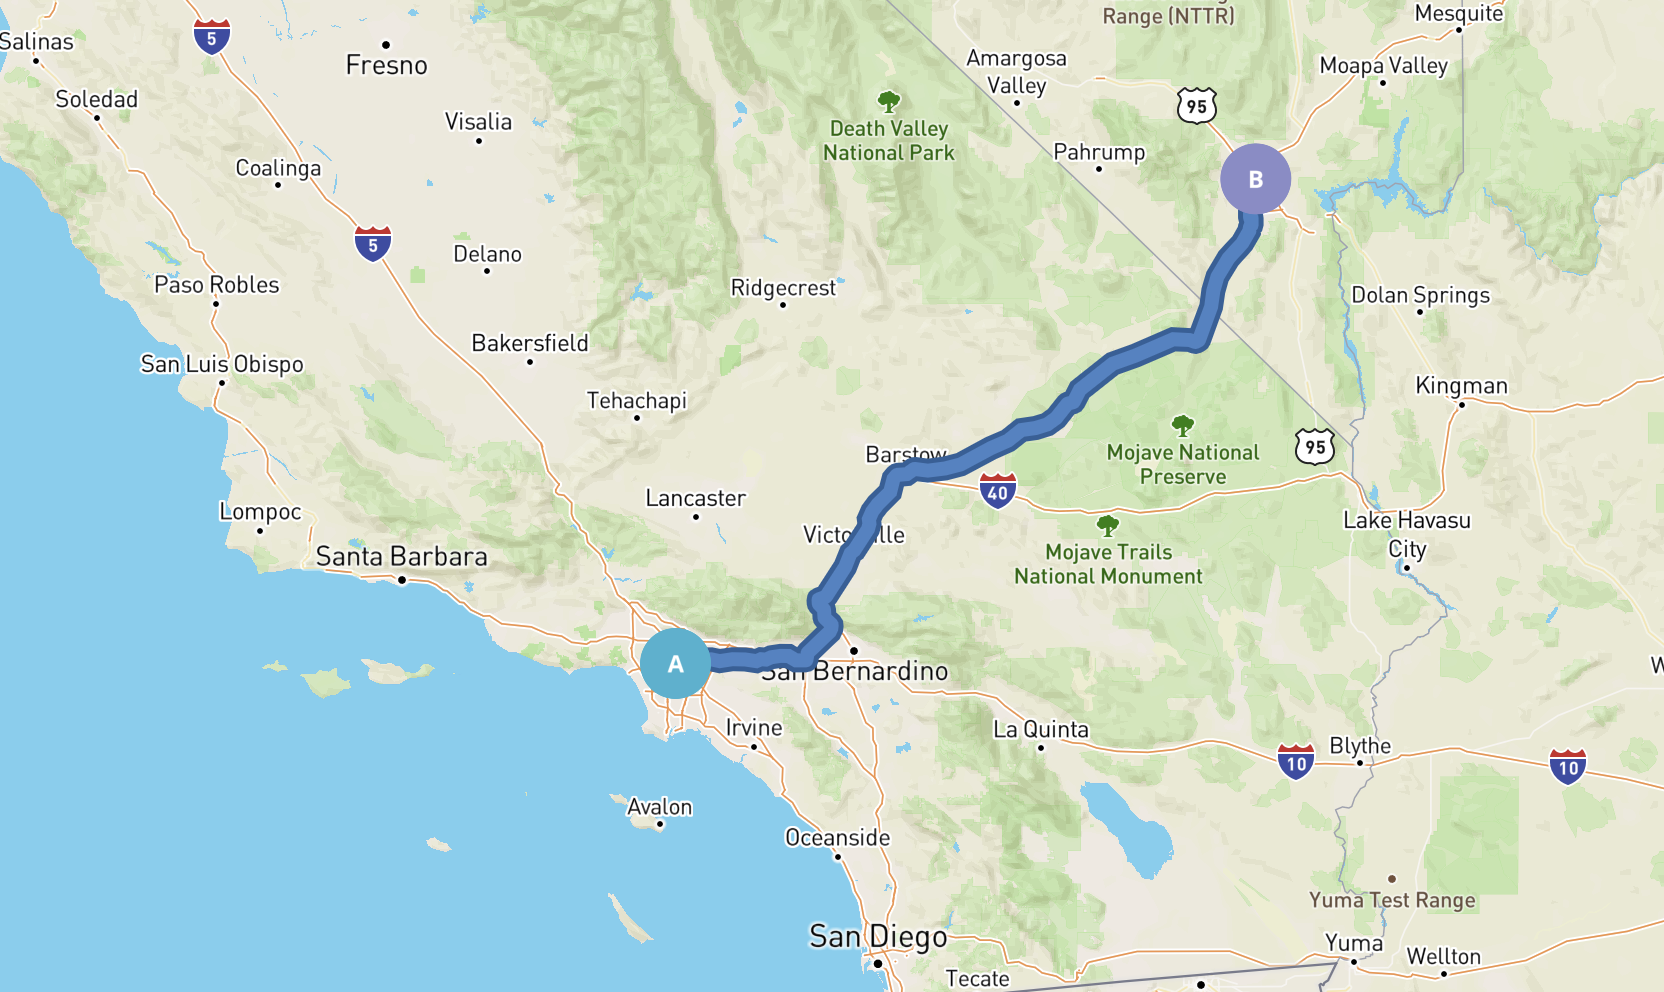 Range (NTTR)
Mesquite
5
Salinas
Fresno
Amargosa
Valley
Moapa Valley
Soledad
95
Visalia
Death Valley
National Park
Pahrump
Coalinga
B
5
Delano
Paso Robles
Ridgecrest
Dolan Springs
Bakersfield
San Luis Obispo
Kingman
Tehachapi
Barstow
Mojave National
Preserve
95
40
Lancaster
Lompoc
Victorville
Lake Havasu
City
Santa Barbara
Mojave Trails
National Monument
A
San Bernardino
W
Irvine
La Quinta
Blythe
10
10
Avalon
Oceanside
Yuma Test Range
San Diego
Yuma
Wellton
Tecate